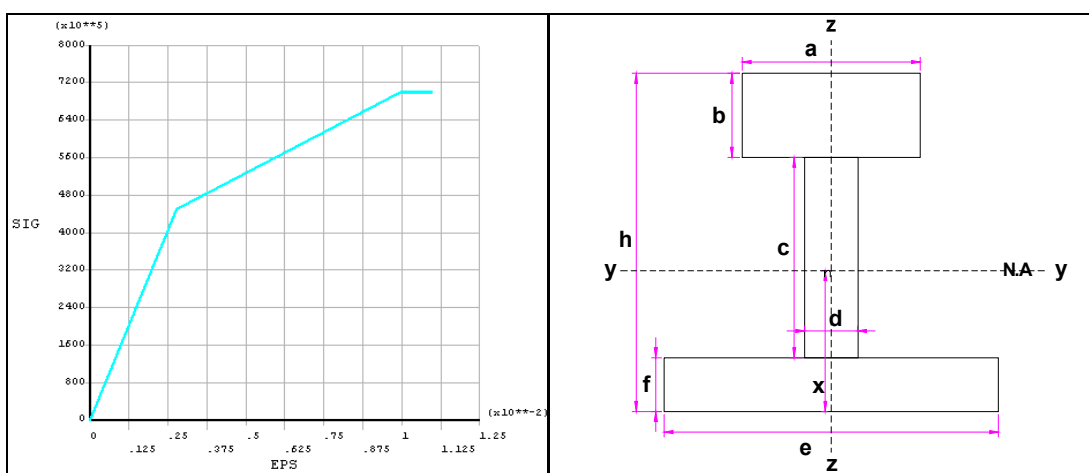 (x10**5)
8000
7200
6400
5600
4800
SIG
4000
3200
2400
1600
800
0
(x10**-2)
0 .25 .5 .75 1 1.25
.125 .375 .625 .875 1.125
EPS
z
a
b
h
c
y N.A y
d
f
x
e
z